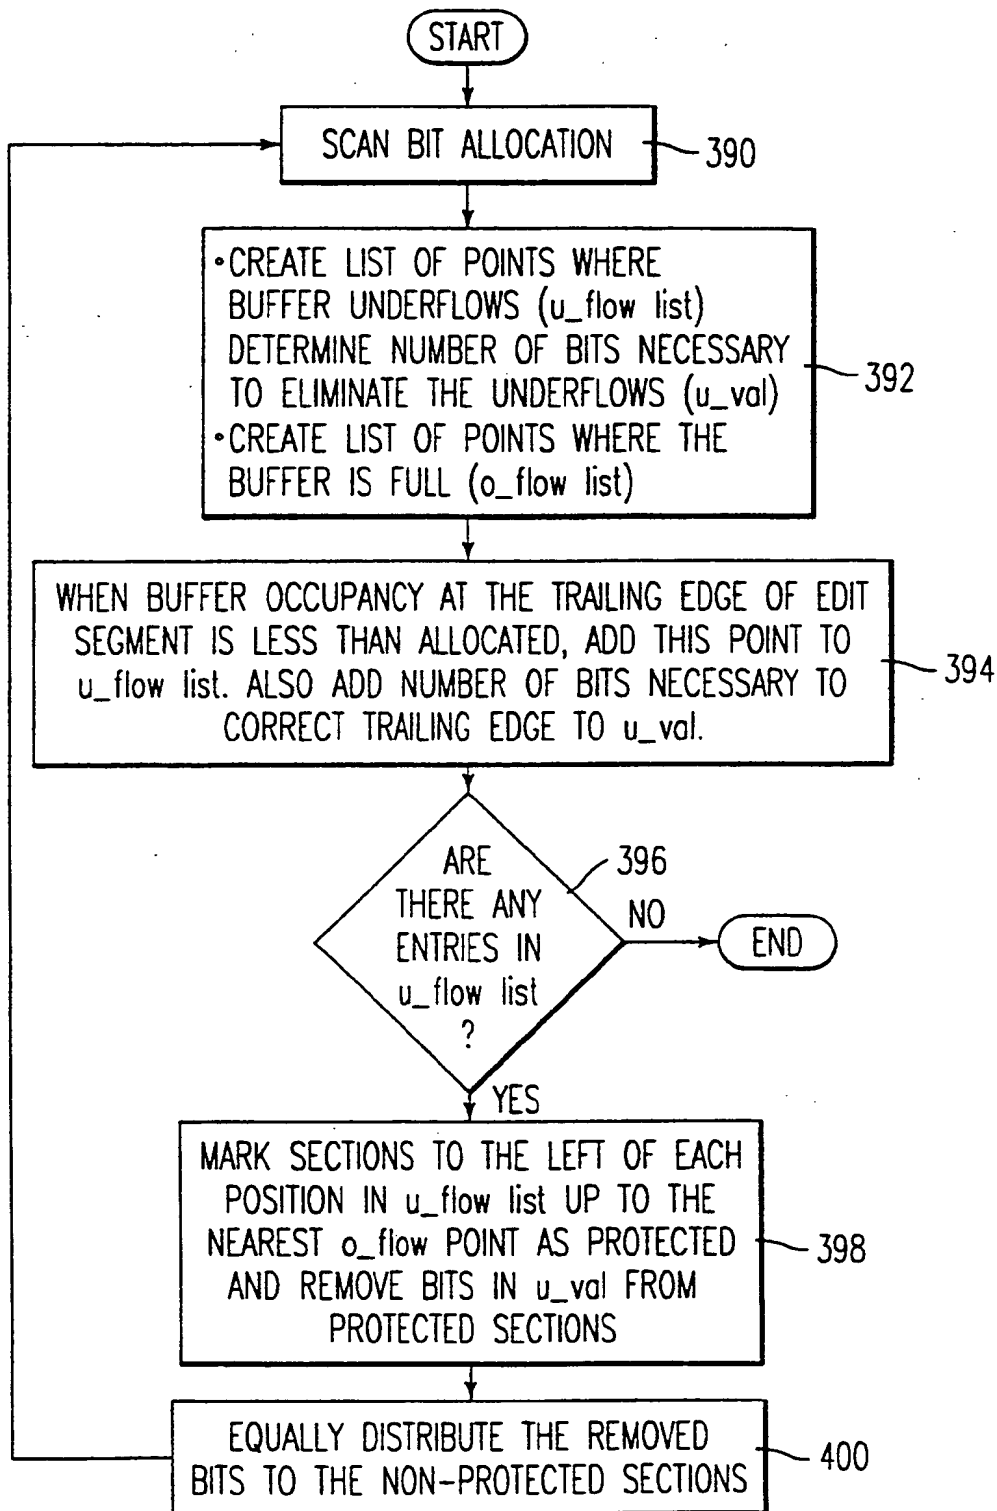 START
SCAN BIT ALLOCATION
390
•CREATE LIST OF POINTS WHERE
BUFFER UNDERFLOWS (u_flow list)
DETERMINE NUMBER OF BITS NECESSARY
TO ELIMINATE THE UNDERFLOWS (u_val)
•CREATE LIST OF POINTS WHERE THE
BUFFER IS FULL (o_flow list)
392
WHEN BUFFER OCCUPANCY AT THE TRAILING EDGE OF EDIT
SEGMENT IS LESS THAN ALLOCATED, ADD THIS POINT TO
u_flow list. ALSO ADD NUMBER OF BITS NECESSARY TO
CORRECT TRAILING EDGE TO u_val.
394
ARE
THERE ANY
ENTRIES IN
u_flow list
?
396
NO
END
YES
MARK SECTIONS TO THE LEFT OF EACH
POSITION IN u_flow list UP TO THE
NEAREST o_flow POINT AS PROTECTED
AND REMOVE BITS IN u_val FROM
PROTECTED SECTIONS
398
EQUALLY DISTRIBUTE THE REMOVED
BITS TO THE NON-PROTECTED SECTIONS
400